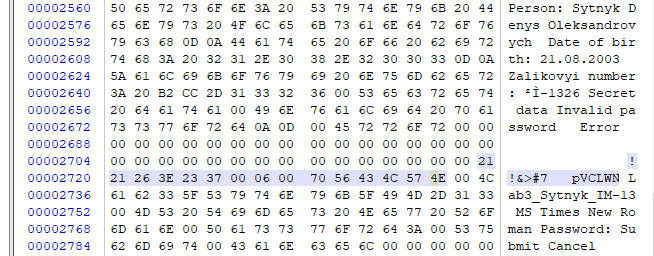 00002560 50 65 72 73 6F 6E 3A 20 53 79 74 6E 79 6B 20 44 Person: Sytnyk D
00002576 65 6E 79 73 20 4F 6C 65 6B 73 61 6E 64 72 6F 76 enys Oleksandrov
00002592 79 63 68 0D 0A 44 61 74 65 20 6F 66 20 62 69 72 ych Date of bir
00002608 74 68 3A 20 32 31 2E 30 38 2E 32 30 30 33 0D 0A th: 21.08.2003
00002624 5A 61 6C 69 6B 6F 76 79 69 20 6E 75 6D 62 65 72 Zalikovyi number
00002640 3A 20 B2 CC 2D 31 33 32 36 00 53 65 63 72 65 74 : ²Ì-1326 Secret
00002656 20 64 61 74 61 00 49 6E 76 61 6C 69 64 20 70 61 data Invalid pa
00002672 73 73 77 6F 72 64 0A 0D 00 45 72 72 6F 72 00 00 ssword Error
00002688 00 00 00 00 00 00 00 00 00 00 00 00 00 00 00 00
00002704 00 00 00 00 00 00 00 00 00 00 00 00 00 00 00 21 !
00002720 21 26 3E 23 37 00 06 00 70 56 43 4C 57 4E 00 4C !&>#7 pVCLWN L
00002736 61 62 33 5F 53 79 74 6E 79 6B 5F 49 4D 2D 31 33 ab3_Sytnyk_IM-13
00002752 00 4D 53 20 54 69 6D 65 73 20 4E 65 77 20 52 6F MS Times New Ro
00002768 6D 61 6E 00 50 61 73 73 77 6F 72 64 3A 00 53 75 man Password: Su
00002784 62 6D 69 74 00 43 61 6E 63 65 6C 00 00 00 00 00 bmit Cancel